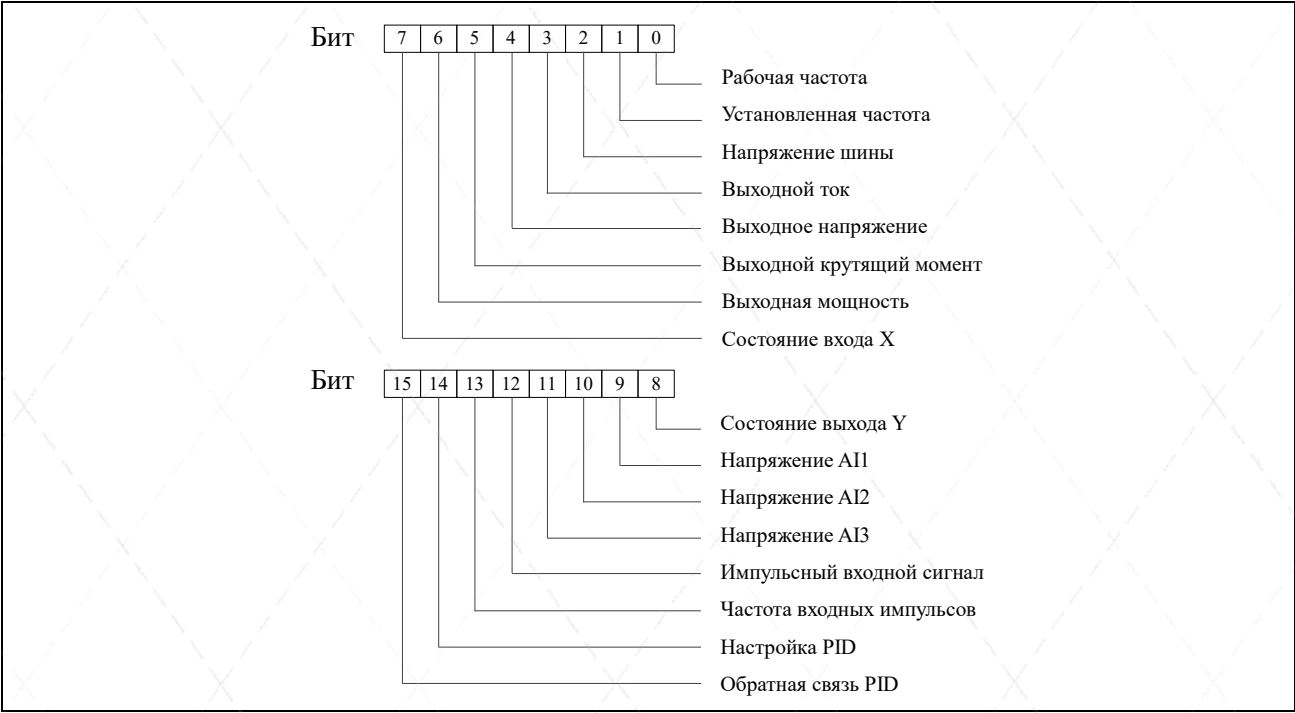 Бит 7 6 5 4 3 2 1 0
Рабочая частота
Установленная частота
Напряжение шины
Выходной ток
Выходное напряжение
Выходной крутящий момент
Выходная мощность
Состояние входа X
Бит 15 14 13 12 11 10 9 8
Состояние выхода Y
Напряжение AI1
Напряжение AI2
Напряжение AI3
Импульсный входной сигнал
Частота входных импульсов
Настройка PID
Обратная связь PID